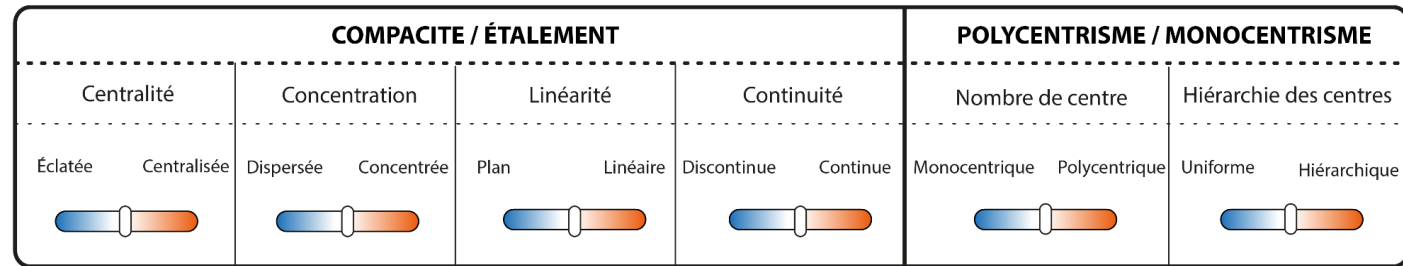 COMPACITE / ÉTALEMENT
POLYCENTRISME / MONOCENTRISME
Centralité
Concentration
Linéarité
Continuité
Nombre de centre
Hiérarchie des centres
Éclatée
Centralisée
Dispersée
Concentrée
Plan
Linéaire
Discontinue
Continue
Monocentrique
Polycentrique
Uniforme
Hiérarchique